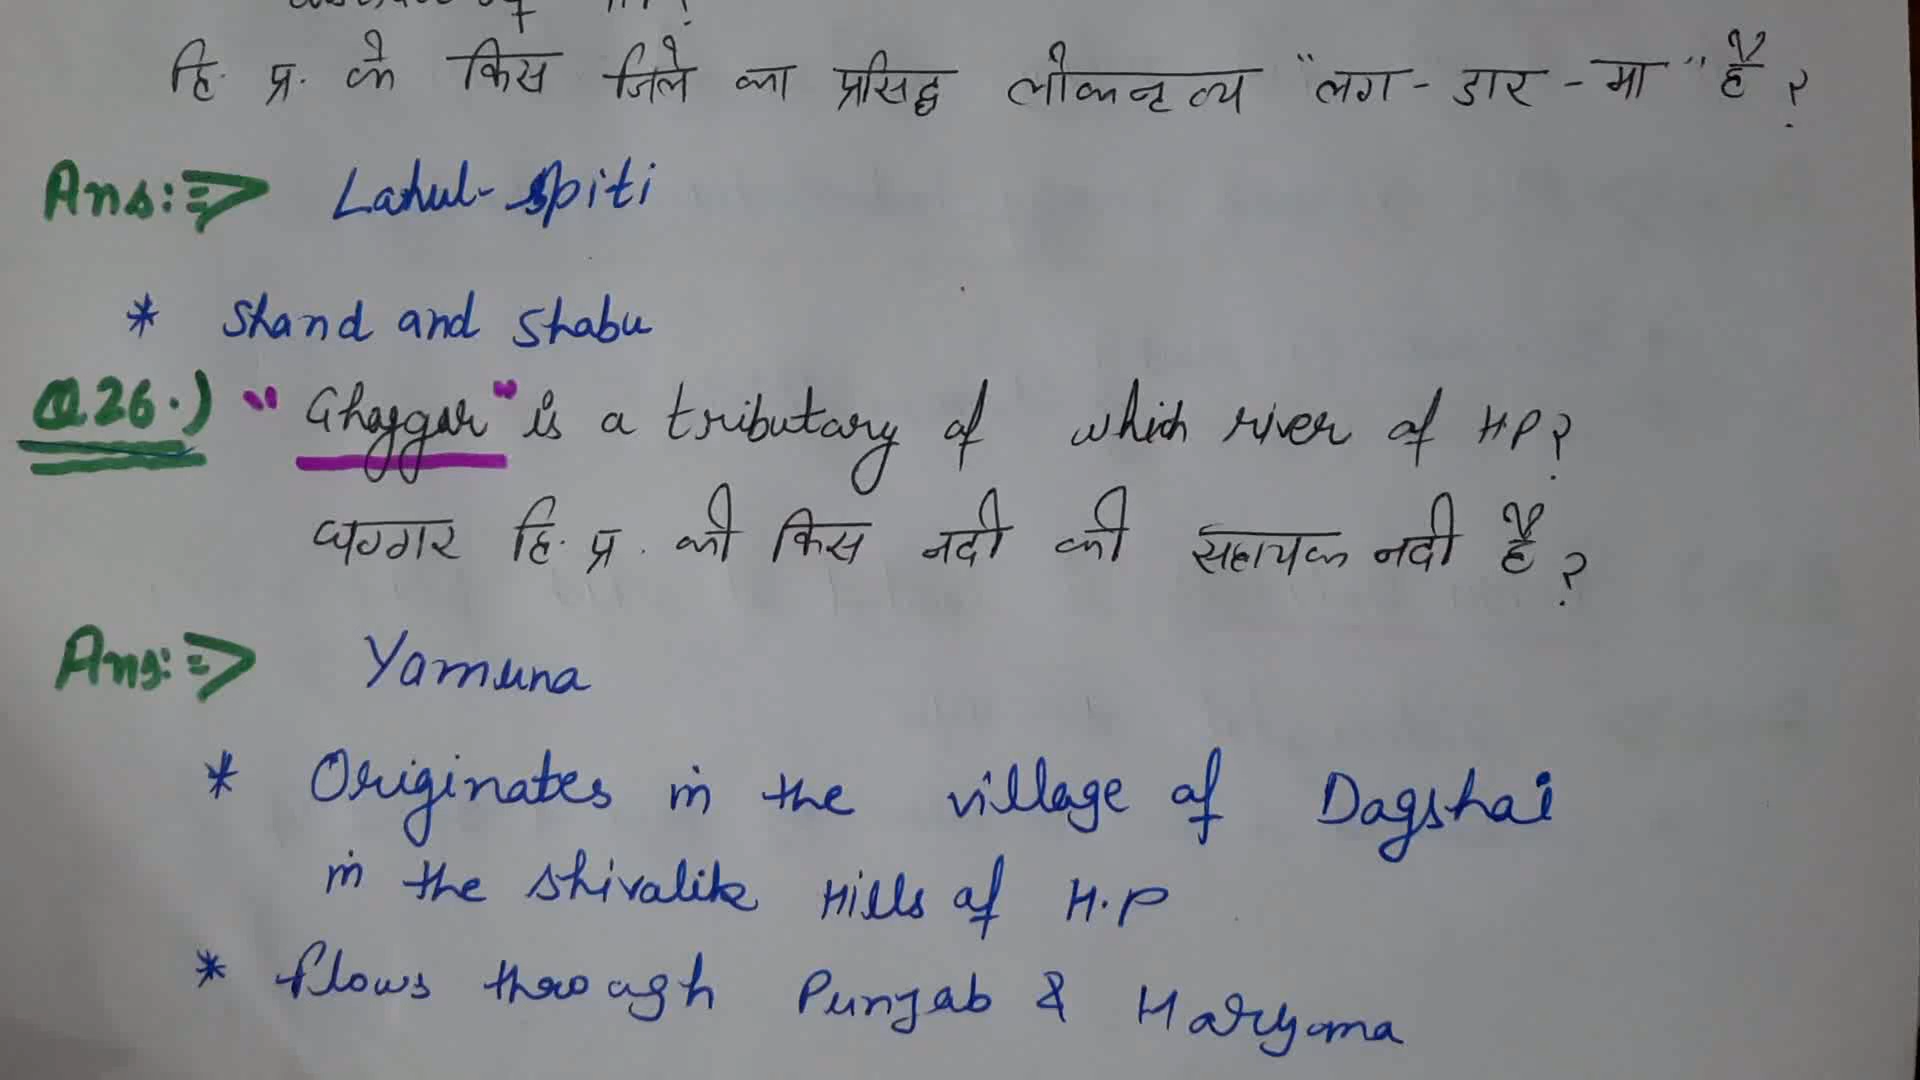 हि. प्र. के किस जिले का प्रसिद्ध लोकनृत्य "लग - डार - मा" है ?
Ans:=> Lahul-Spiti
* Shand and Shabu
Q.26.) "Ghaggar" is a tributary of which river of HP?
घग्गर हि. प्र. की किस नदी की सहायक नदी है ?
Ans:=> Yamuna
* Originates in the village of Dagshai
in the Shivalik Hills of H.P
* flows through Punjab & Haryana